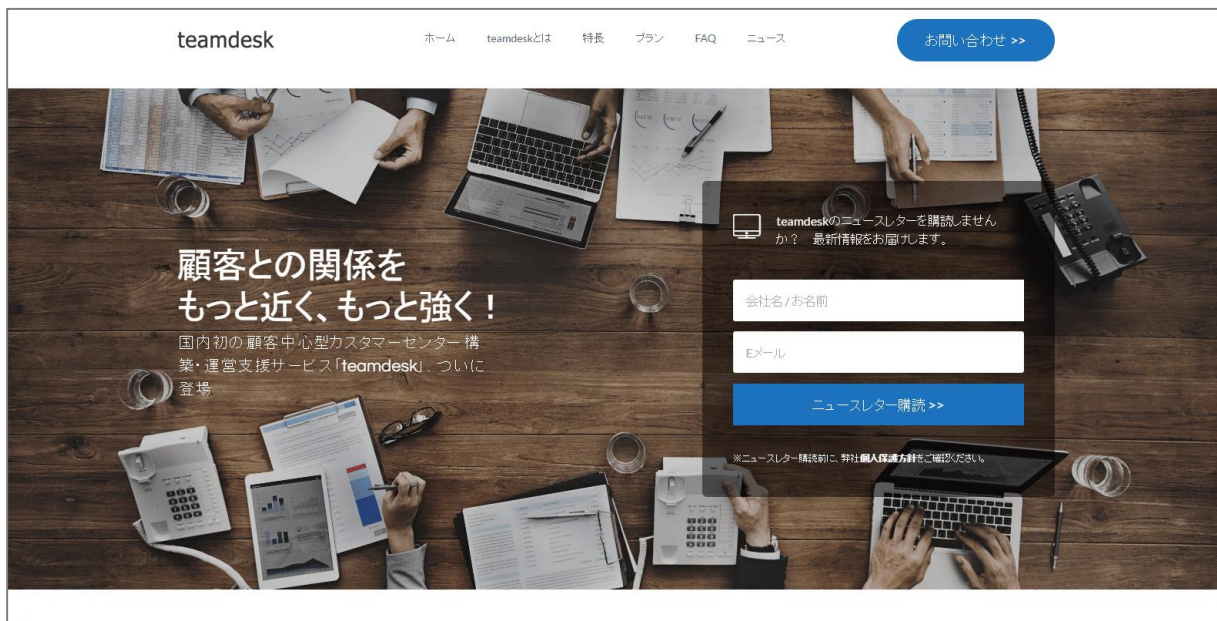 teamdesk
ホーム teamdeskとは 特長 プラン FAQ ニュース
お問い合わせ >>
顧客との関係を
もっと近く、もっと強く!
国内初の顧客中心型カスタマーセンター構
築・運営支援サービス「teamdesk」、ついに
登場
teamdeskのニュースレターを購読しません
か? 最新情報をお届けします。
会社名/お名前
Eメール
ニュースレター購読 >>
※ニュースレター購読前に、弊社個人保護方針をご確認ください。